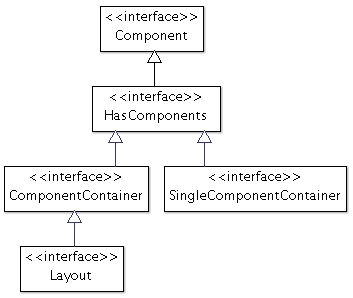 <<interface>>
Component
<<interface>>
HasComponents
<<interface>>
ComponentContainer
<<interface>>
SingleComponentContainer
<<interface>>
Layout